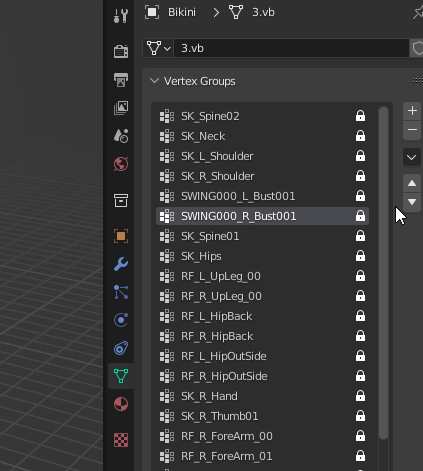 Bikini > 3.vb
3.vb
Vertex Groups
SK_Spine02
SK_Neck
SK_L_Shoulder
SK_R_Shoulder
SWING000_L_Bust001
SWING000_R_Bust001
SK_Spine01
SK_Hips
RF_L_UpLeg_00
RF_R_UpLeg_00
RF_L_HipBack
RF_R_HipBack
RF_L_HipOutSide
RF_R_HipOutSide
SK_R_Hand
SK_R_Thumb01
RF_R_ForeArm_00
RF_R_ForeArm_01